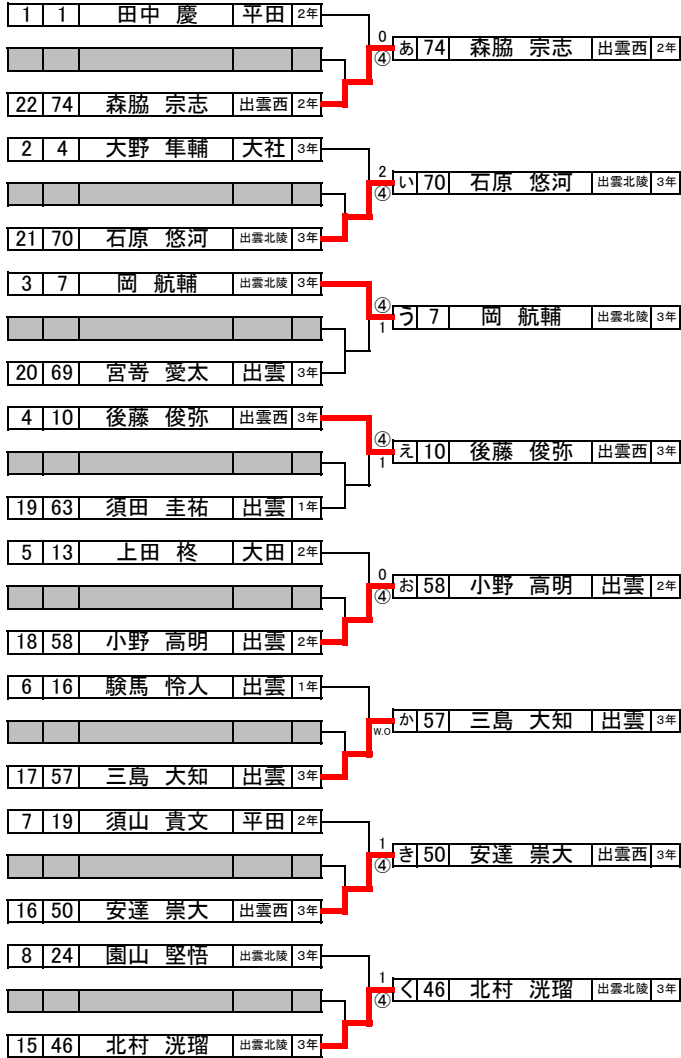 1 1 田中 慶 平田 2年
0
④ あ 74 森脇 宗志 出雲西 2年
22 74 森脇 宗志 出雲西 2年
2 4 大野 隼輔 大社 3年
2
④ い 70 石原 悠河 出雲北陵 3年
21 70 石原 悠河 出雲北陵 3年
3 7 岡 航輔 出雲北陵 3年
④
1 う 7 岡 航輔 出雲北陵 3年
20 69 宮嵜 愛太 出雲 3年
4 10 後藤 俊弥 出雲西 3年
④
1 え 10 後藤 俊弥 出雲西 3年
19 63 須田 圭祐 出雲 1年
5 13 上田 柊 大田 2年
0
④ お 58 小野 高明 出雲 2年
18 58 小野 高明 出雲 2年
6 16 験馬 怜人 出雲 1年
W.O か 57 三島 大知 出雲 3年
17 57 三島 大知 出雲 3年
7 19 須山 貴文 平田 2年
1
④ き 50 安達 崇大 出雲西 3年
16 50 安達 崇大 出雲西 3年
8 24 園山 堅悟 出雲北陵 3年
1
④ く 46 北村 洸瑠 出雲北陵 3年
15 46 北村 洸瑠 出雲北陵 3年